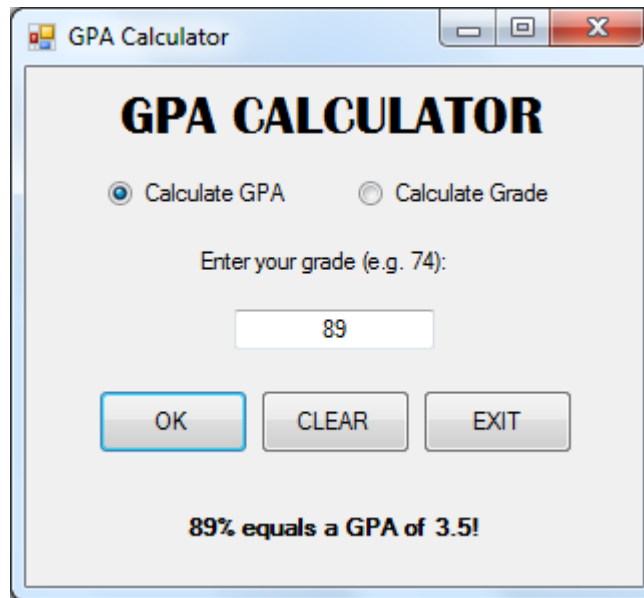 GPA Calculator
GPA CALCULATOR
Calculate GPA Calculate Grade
Enter your grade (e.g. 74):
89
OK CLEAR EXIT
89% equals a GPA of 3.5!